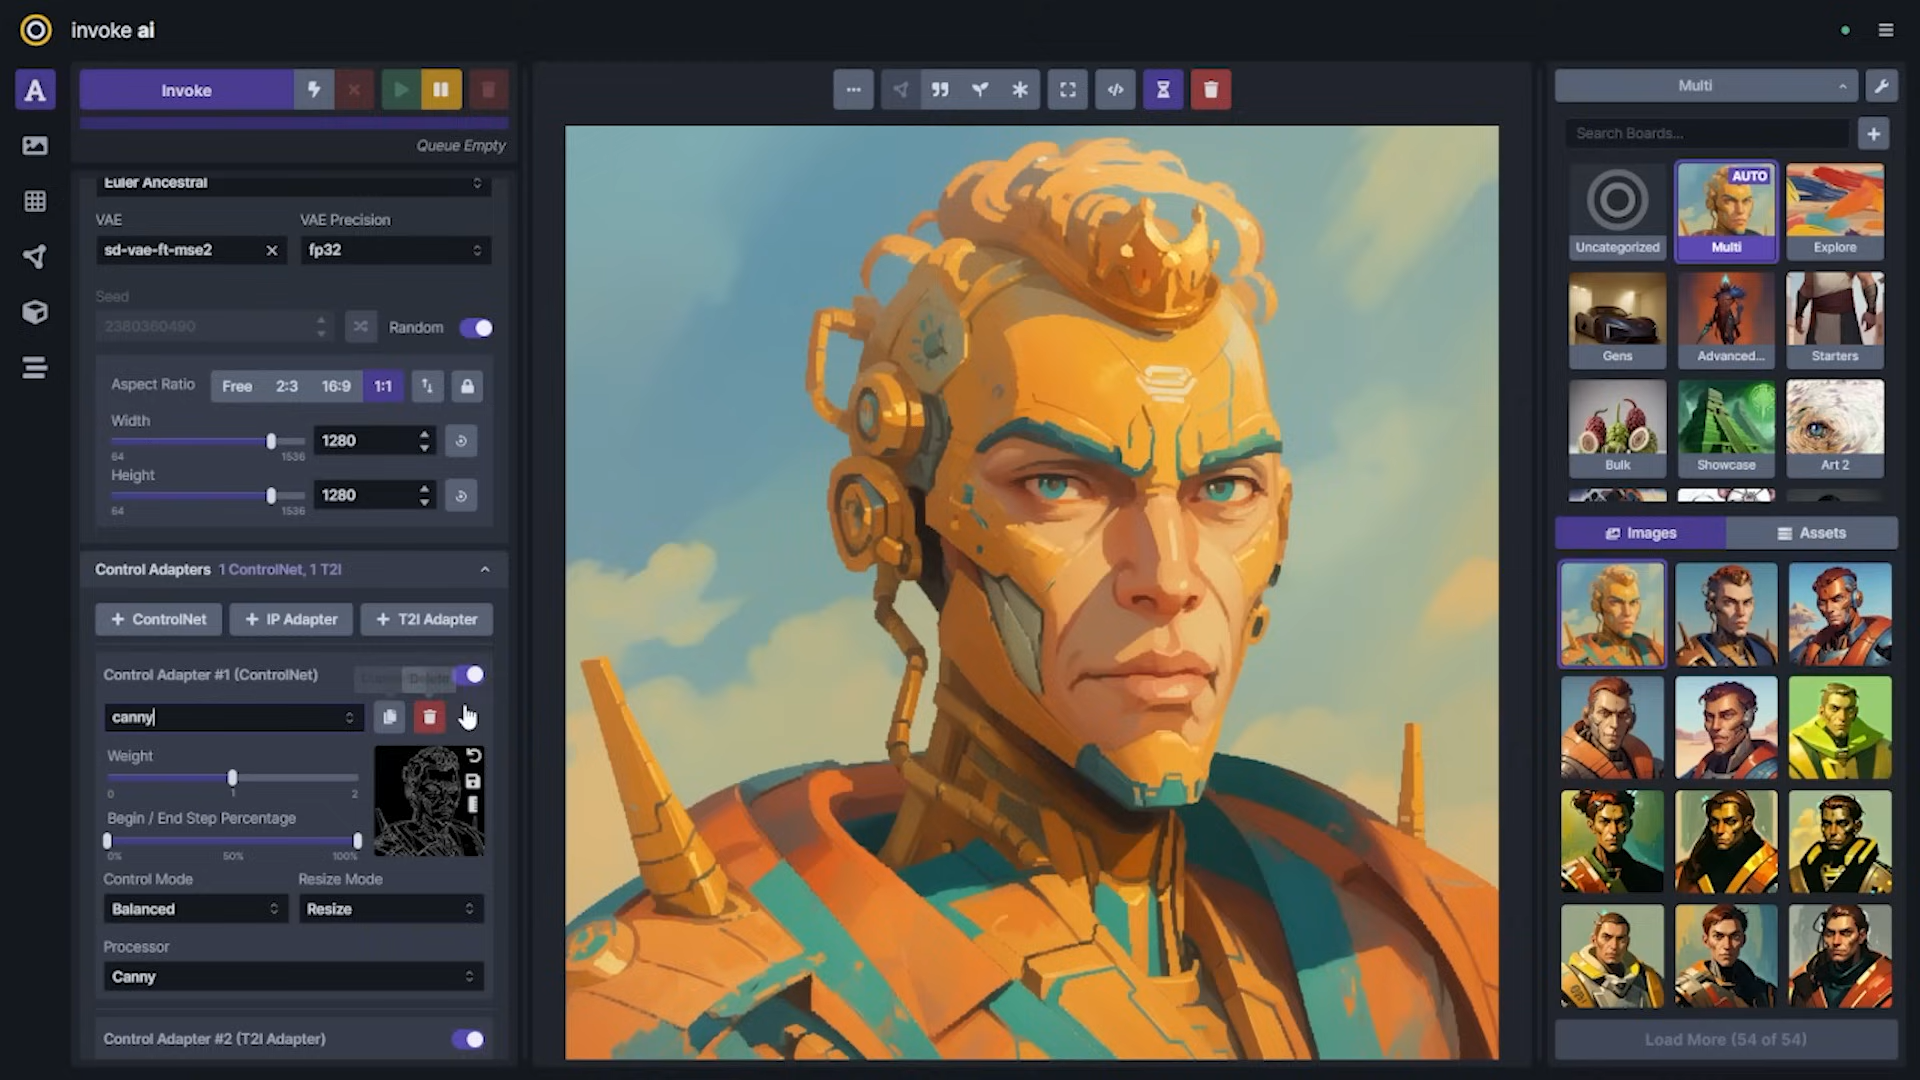 invoke ai
Invoke
Queue Empty
Euler Ancestral
VAE
VAE Precision
sd-vae-ft-mse2
fp32
Seed
2380360490
Random
Aspect Ratio
Free
2:3
16:9
1:1
Width
1280
64
1536
Height
1280
64
1536
Control Adapters 1 ControlNet, 1 T2I
+ ControlNet
+ IP Adapter
+ T2I Adapter
Control Adapter #1 (ControlNet)
Delete
canny
Weight
0
1
2
Begin / End Step Percentage
0%
50%
100%
Control Mode
Resize Mode
Balanced
Resize
Processor
Canny
Control Adapter #2 (T2I Adapter)
Multi
Search Boards...
Uncategorized
AUTO
Multi
Explore
Gens
Advanced...
Starters
Bulk
Showcase
Art 2
Images
Assets
Load More (54 of 54)